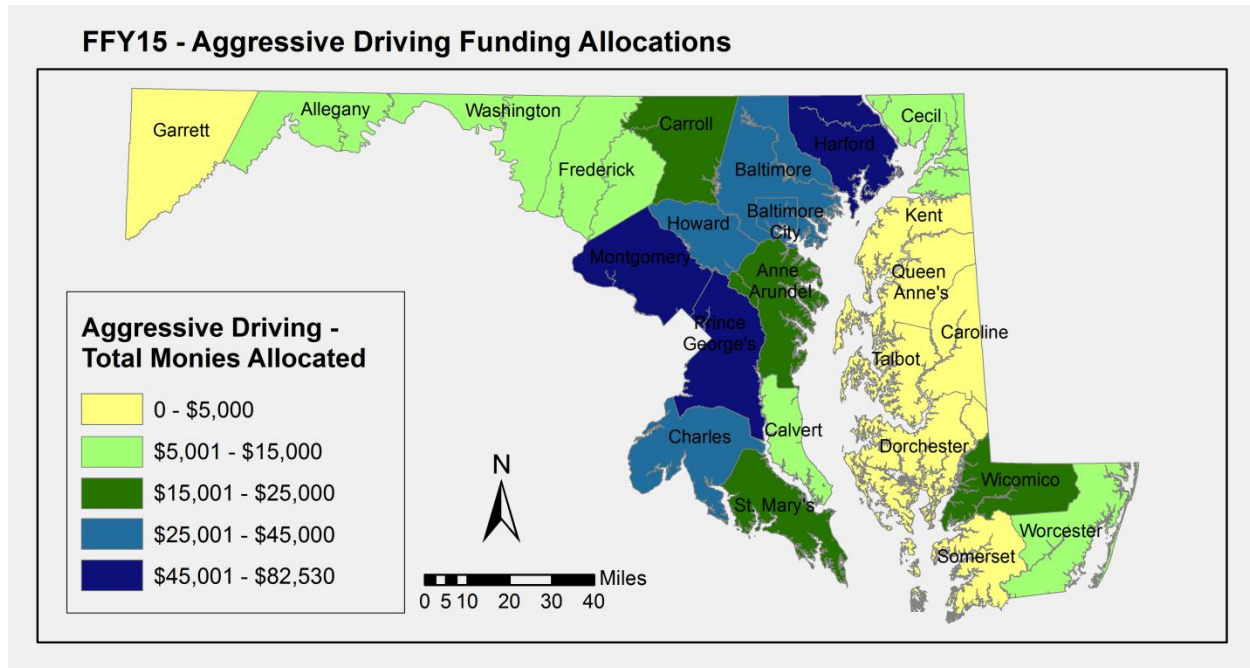 FFY15 - Aggressive Driving Funding Allocations
Garrett
Allegany
Washington
Frederick
Carroll
Baltimore
Harford
Cecil
Howard
Baltimore
City
Kent
Montgomery
Anne
Arundel
Queen
Anne's
Prince
George's
Caroline
Talbot
Charles
Calvert
Dorchester
St. Mary's
Wicomico
Worcester
Somerset
Aggressive Driving -
Total Monies Allocated
0 - $5,000
$5,001 - $15,000
$15,001 - $25,000
$25,001 - $45,000
$45,001 - $82,530
N
Miles
0 5 10 20 30 40